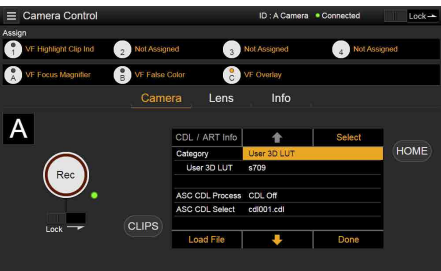 Camera Control
ID : A Camera
Connected
Lock
Assign
1 VF Highlight Clip Ind
2 Not Assigned
3 Not Assigned
4 Not Assigned
A VF Focus Magnifier
B VF False Color
C VF Overlay
Camera Lens Info
A
CDL / ART Info
Select
Category User 3D LUT
User 3D LUT s709
HOME
Rec
ASC CDL Process CDL Off
ASC CDL Select cdl001.cdl
Lock
CLIPS
Load File
Done